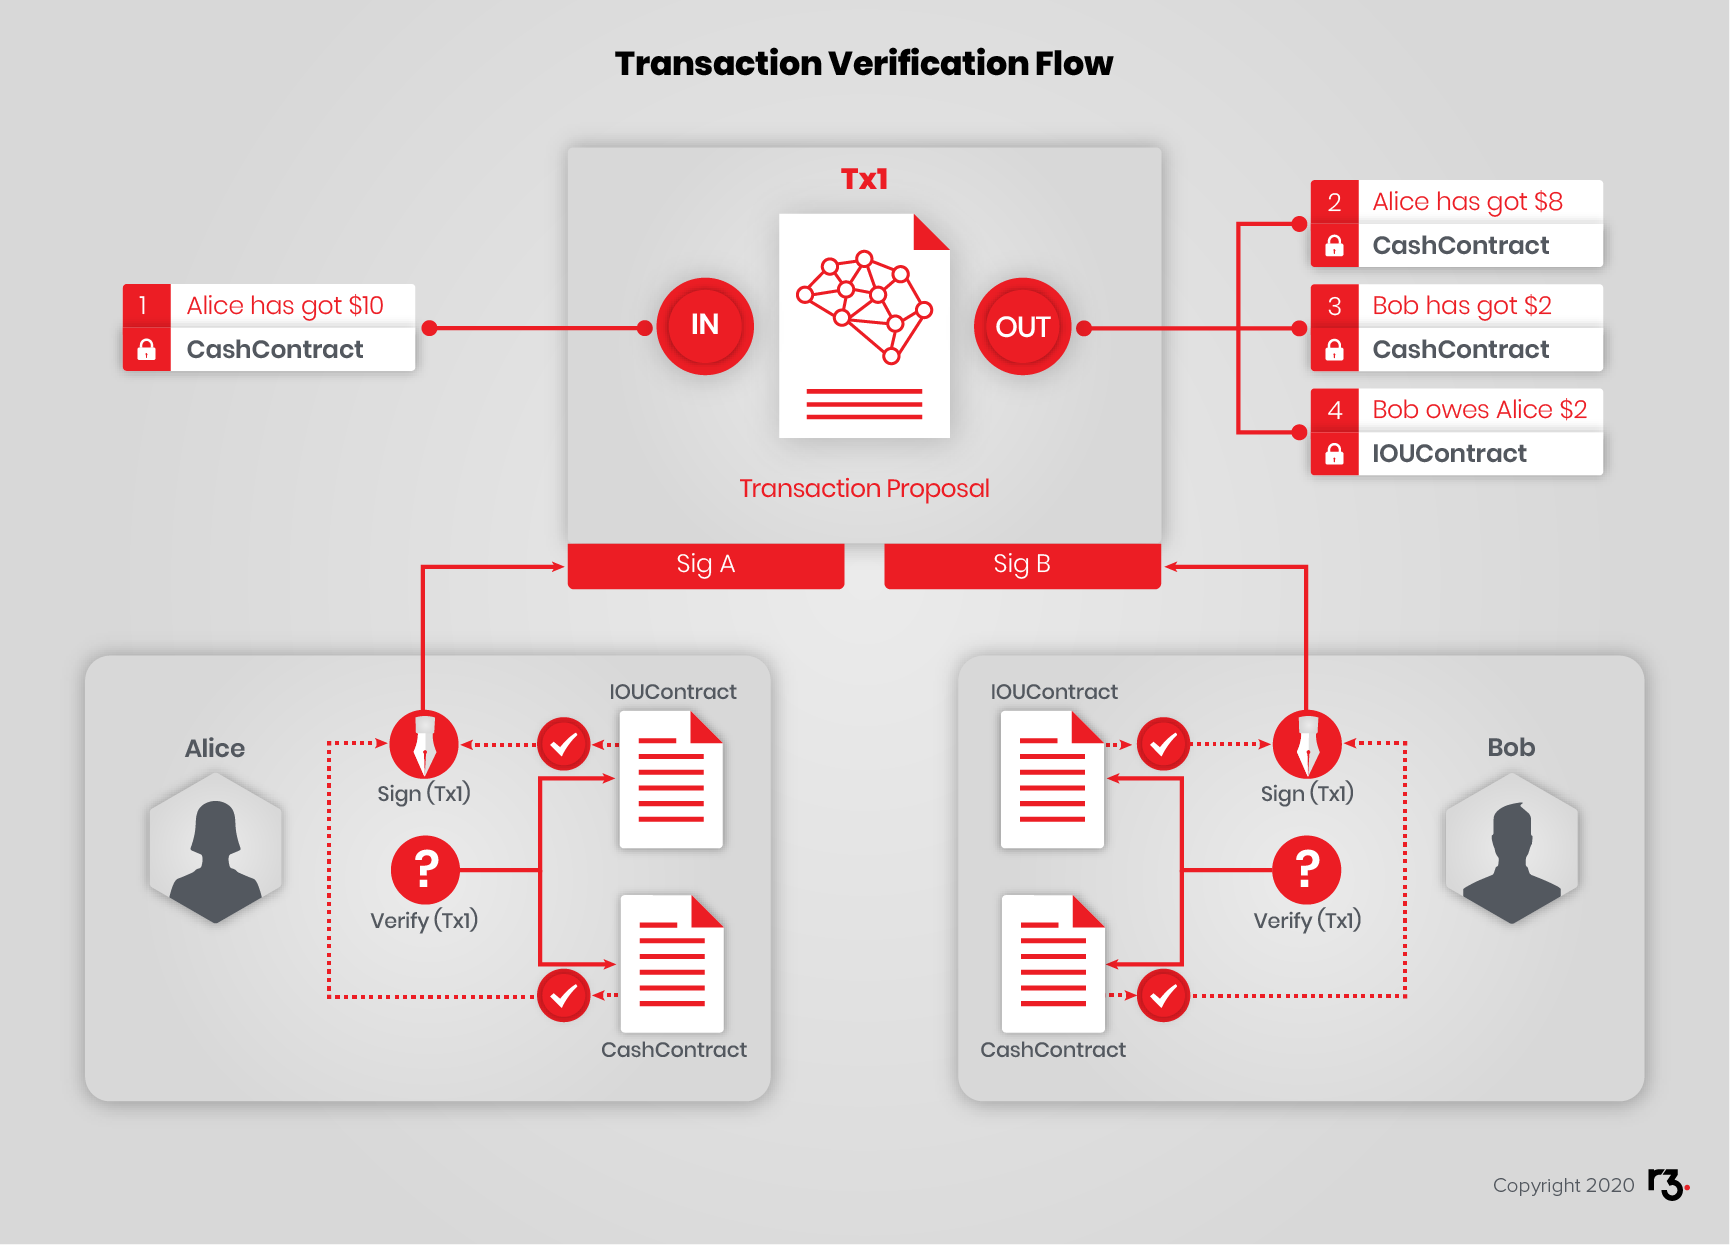 Transaction Verification Flow
Tx1
IN
OUT
Transaction Proposal
1 Alice has got $10
CashContract
2 Alice has got $8
CashContract
3 Bob has got $2
CashContract
4 Bob owes Alice $2
IOUContract
Sig A
Sig B
Alice
Sign (Tx1)
?
Verify (Tx1)
IOUContract
CashContract
IOUContract
CashContract
Sign (Tx1)
?
Verify (Tx1)
Bob
Copyright 2020 r3.